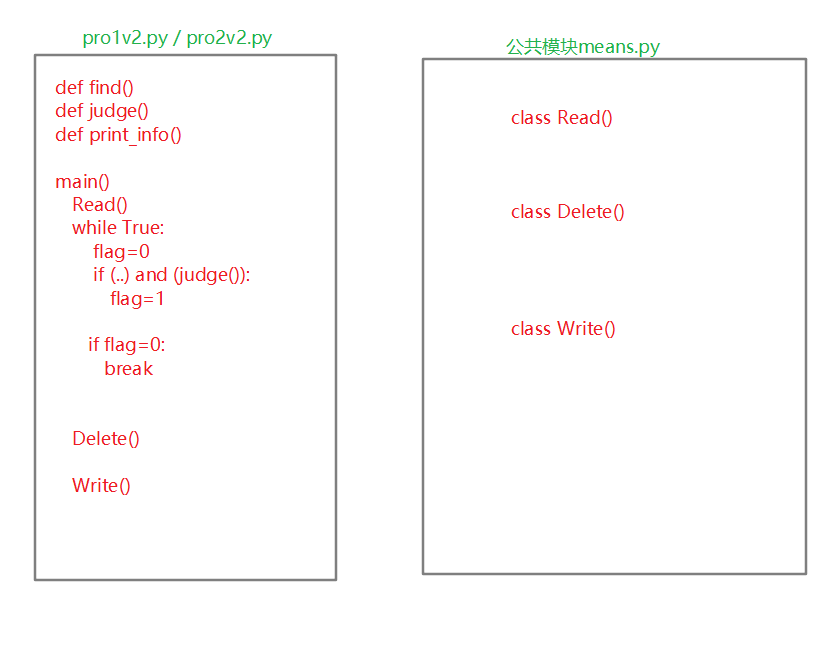 pro1v2.py / pro2v2.py
def find()
def judge()
def print_info()
main()
Read()
while True:
flag=0
if (..) and (judge()):
flag=1
if flag=0:
break
Delete()
Write()
公共模块means.py
class Read()
class Delete()
class Write()